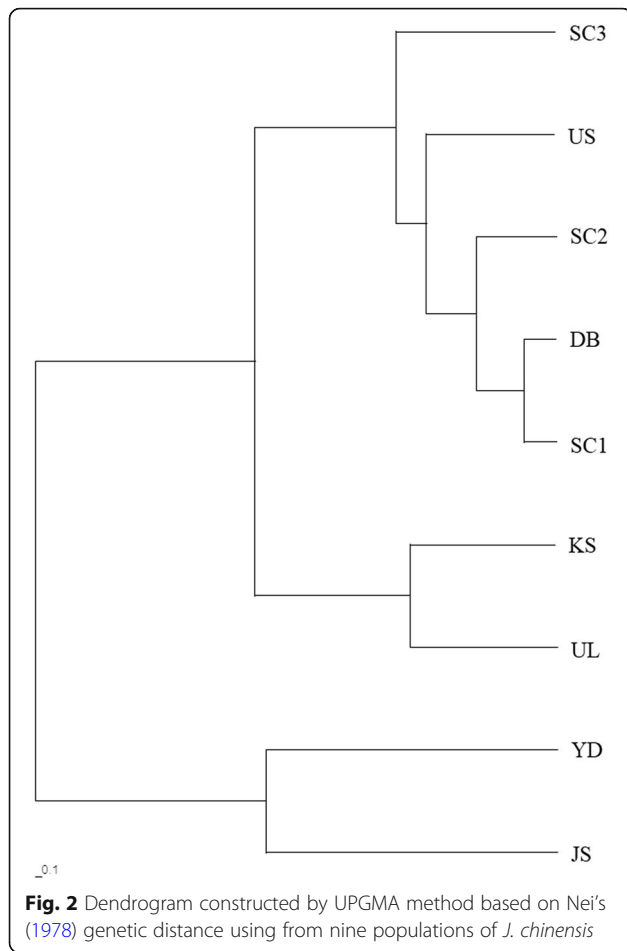 SC3
US
SC2
DB
SC1
KS
UL
YD
JS
0.1
Fig. 2 Dendrogram constructed by UPGMA method based on Nei's
(1978) genetic distance using from nine populations of J. chinensis